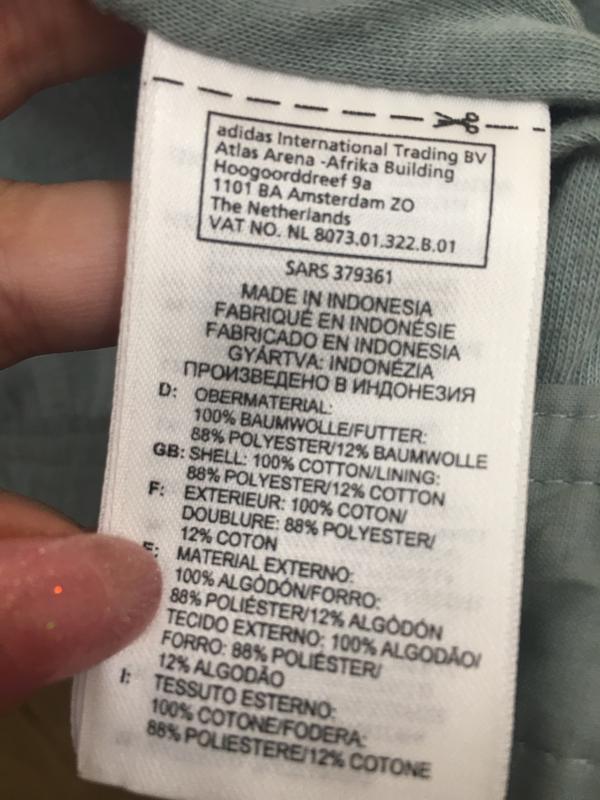 adidas International Trading BV
Atlas Arena -Afrika Building
Hoogoorddreef 9a
1101 BA Amsterdam ZO
The Netherlands
VAT NO. NL 8073.01.322.B.01
SARS 379361
MADE IN INDONESIA
FABRIQUÉ EN INDONÉSIE
FABRICADO EN INDONESIA
GYÁRTVA: INDONÉZIA
ПРОИЗВЕДЕНО В ИНДОНЕЗИЯ
D: OBERMATERIAL:
100% BAUMWOLLE/FUTTER:
88% POLYESTER/12% BAUMWOLLE
GB: SHELL: 100% COTTON/LINING:
88% POLYESTER/12% COTTON
F: EXTERIEUR: 100% COTON/
DOUBLURE: 88% POLYESTER/
12% COTON
E: MATERIAL EXTERNO:
100% ALGÒDÓN/FORRO:
88% POLIÉSTER/12% ALGÒDÓN
TECIDO EXTERNO: 100% ALGODÃO/
FORRO: 88% POLIÉSTER/
12% ALGODÃO
I: TESSUTO ESTERNO:
100% COTONE/FODERA:
88% POLIESTERE/12% COTONE